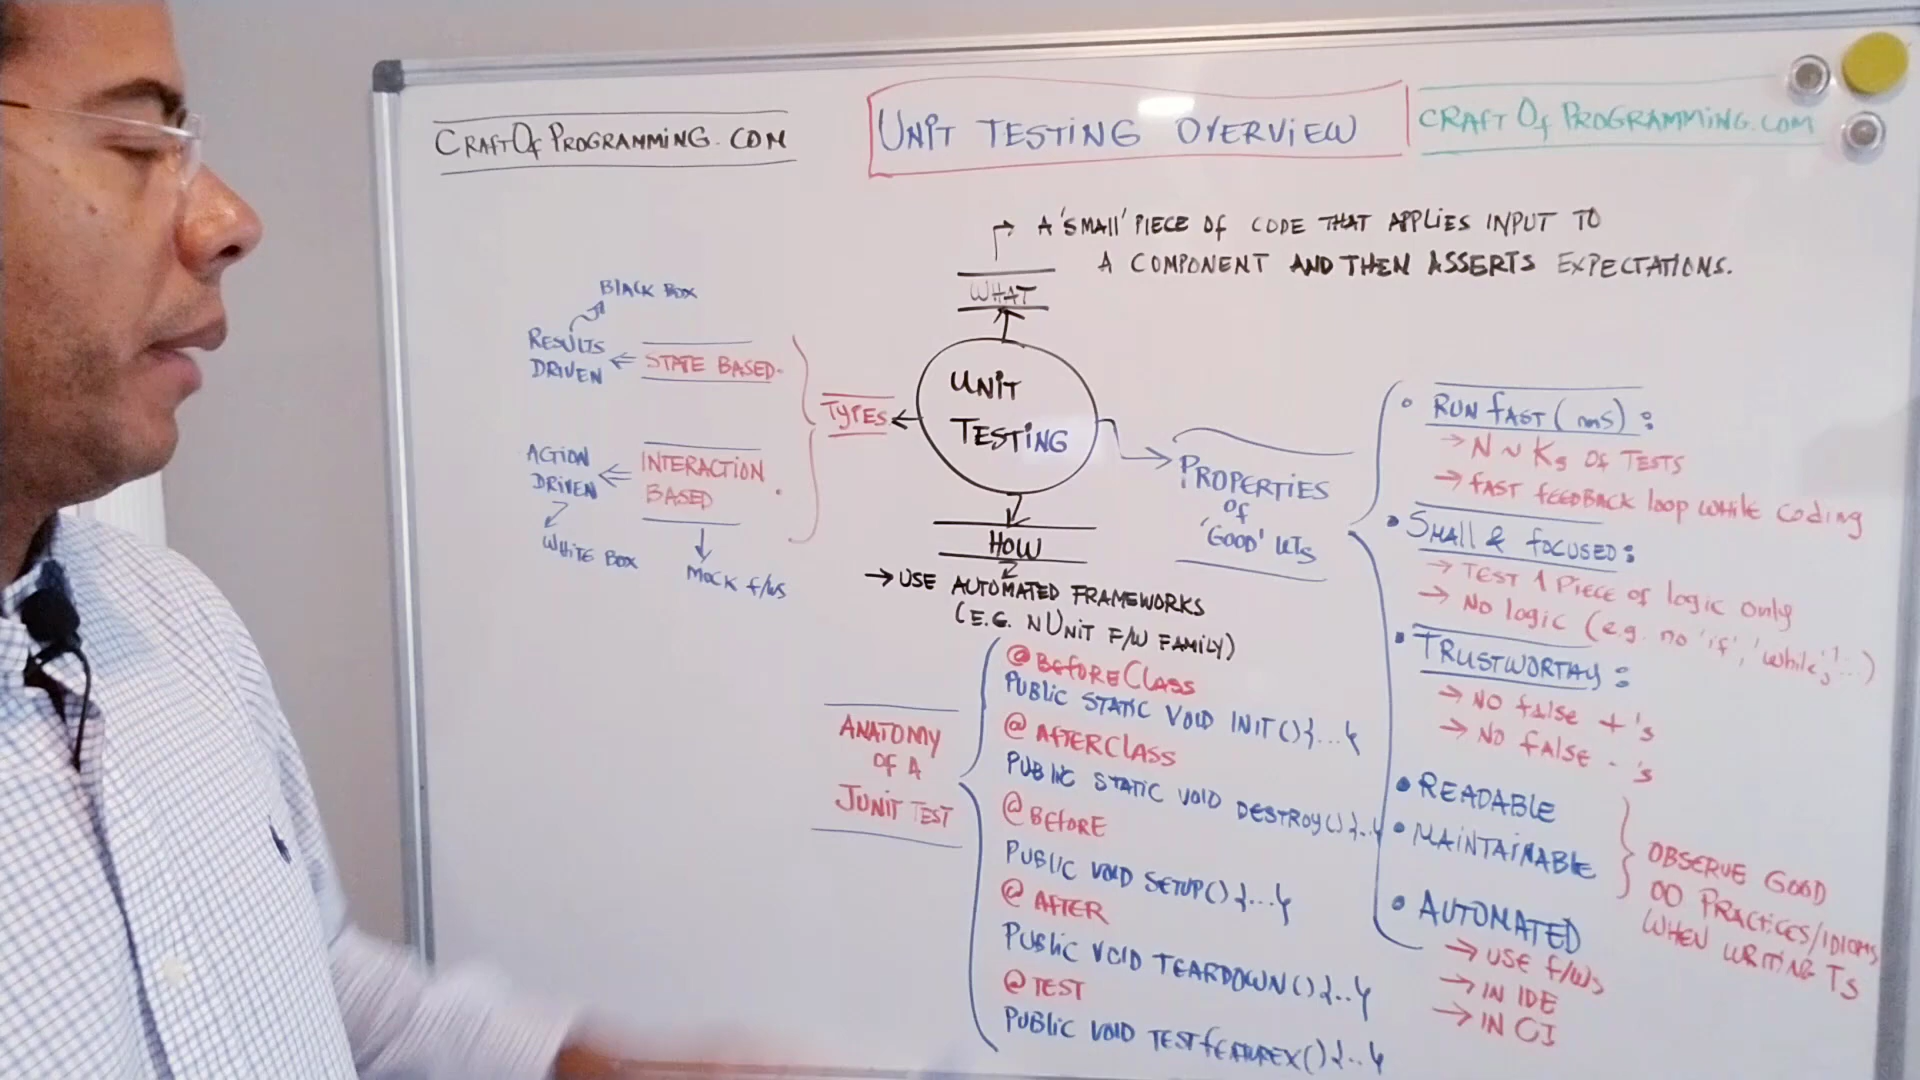 CRAFTOFPROGRAMMING.COM
UNIT TESTING OVERVIEW
CRAFTOFPROGRAMMING.COM
→ A 'SMALL' PIECE OF CODE THAT APPLIES INPUT TO
A COMPONENT AND THEN ASSERTS EXPECTATIONS.
WHAT
UNIT
TESTING
TYPES
STATE BASED
RESULTS
DRIVEN
BLACK BOX
INTERACTION
BASED
ACTION
DRIVEN
WHITE BOX
MOCK F/WS
HOW
→ USE AUTOMATED FRAMEWORKS
(E.G. NUNIT F/W FAMILY)
ANATOMY
OF A
JUNIT TEST
@BEFORECLASS
PUBLIC STATIC VOID INIT(){...}
@AFTERCLASS
PUBLIC STATIC VOID DESTROY(){..}
@BEFORE
PUBLIC VOID SETUP(){...}
@AFTER
PUBLIC VOID TEARDOWN(){..}
@TEST
PUBLIC VOID TESTFEATUREX(){..}
PROPERTIES
OF
'GOOD' UTS
• RUN FAST (ms) :
→ N ~ Ks OF TESTS
→ FAST FEEDBACK LOOP WHILE CODING
• SMALL & FOCUSED :
→ TEST 1 PIECE OF LOGIC ONLY
→ NO LOGIC (e.g. no 'if', 'while', ...)
• TRUSTWORTHY :
→ NO FALSE +'s
→ NO FALSE -'s
• READABLE
• MAINTAINABLE
OBSERVE GOOD
OO PRACTICES/IDIOMS
WHEN WRITING TS
• AUTOMATED
→ USE F/WS
→ IN IDE
→ IN CI